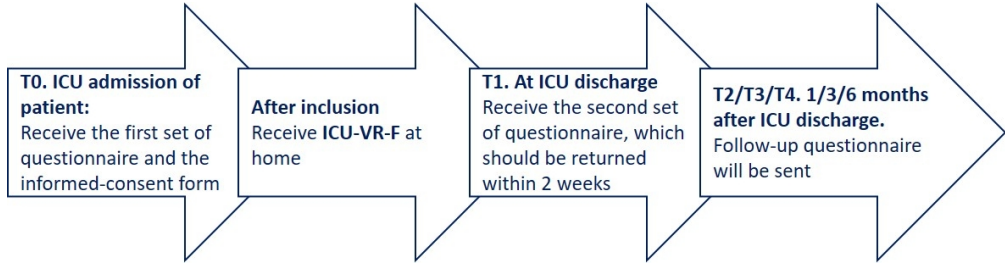 T0. ICU admission of
patient:
Receive the first set of
questionnaire and the
informed-consent form
After inclusion
Receive ICU-VR-F at
home
T1. At ICU discharge
Receive the second set
of questionnaire, which
should be returned
within 2 weeks
T2/T3/T4. 1/3/6 months
after ICU discharge.
Follow-up questionnaire
will be sent